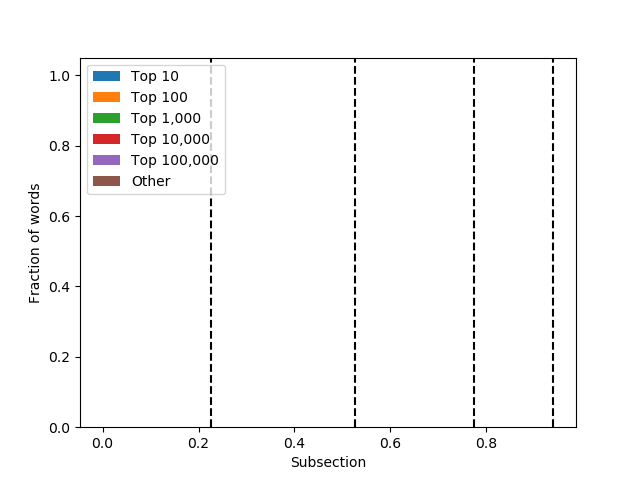 Top 10
Top 100
Top 1,000
Top 10,000
Top 100,000
Other
1.0
0.8
0.6
0.4
0.2
0.0
Fraction of words
0.0 0.2 0.4 0.6 0.8
Subsection